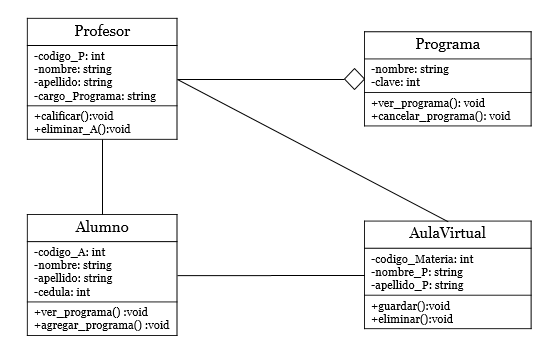 Profesor
-codigo_P: int
-nombre: string
-apellido: string
-cargo_Programa: string
+calificar():void
+eliminar_A():void
Programa
-nombre: string
-clave: int
+ver_programa(): void
+cancelar_programa(): void
Alumno
-codigo_A: int
-nombre: string
-apellido: string
-cedula: int
+ver_programa() :void
+agregar_programa() :void
AulaVirtual
-codigo_Materia: int
-nombre_P: string
-apellido_P: string
+guardar():void
+eliminar():void